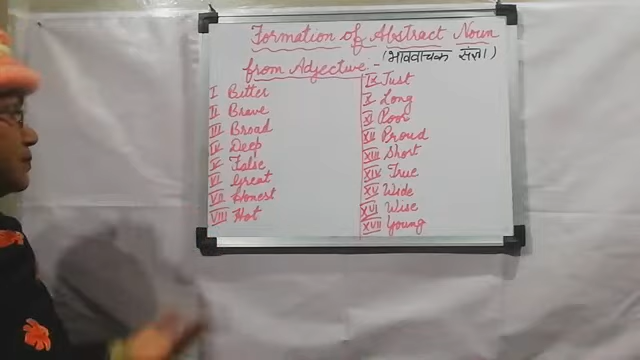 Formation of Abstract Noun
from Adjective:- (भाववाचक संज्ञा)
I Bitter
II Brave
III Broad
IV Deep
V False
VI Great
VII Honest
VIII Hot
IX Just
X Long
XI Poor
XII Proud
XIII Short
XIV True
XV Wide
XVI Wise
XVII Young